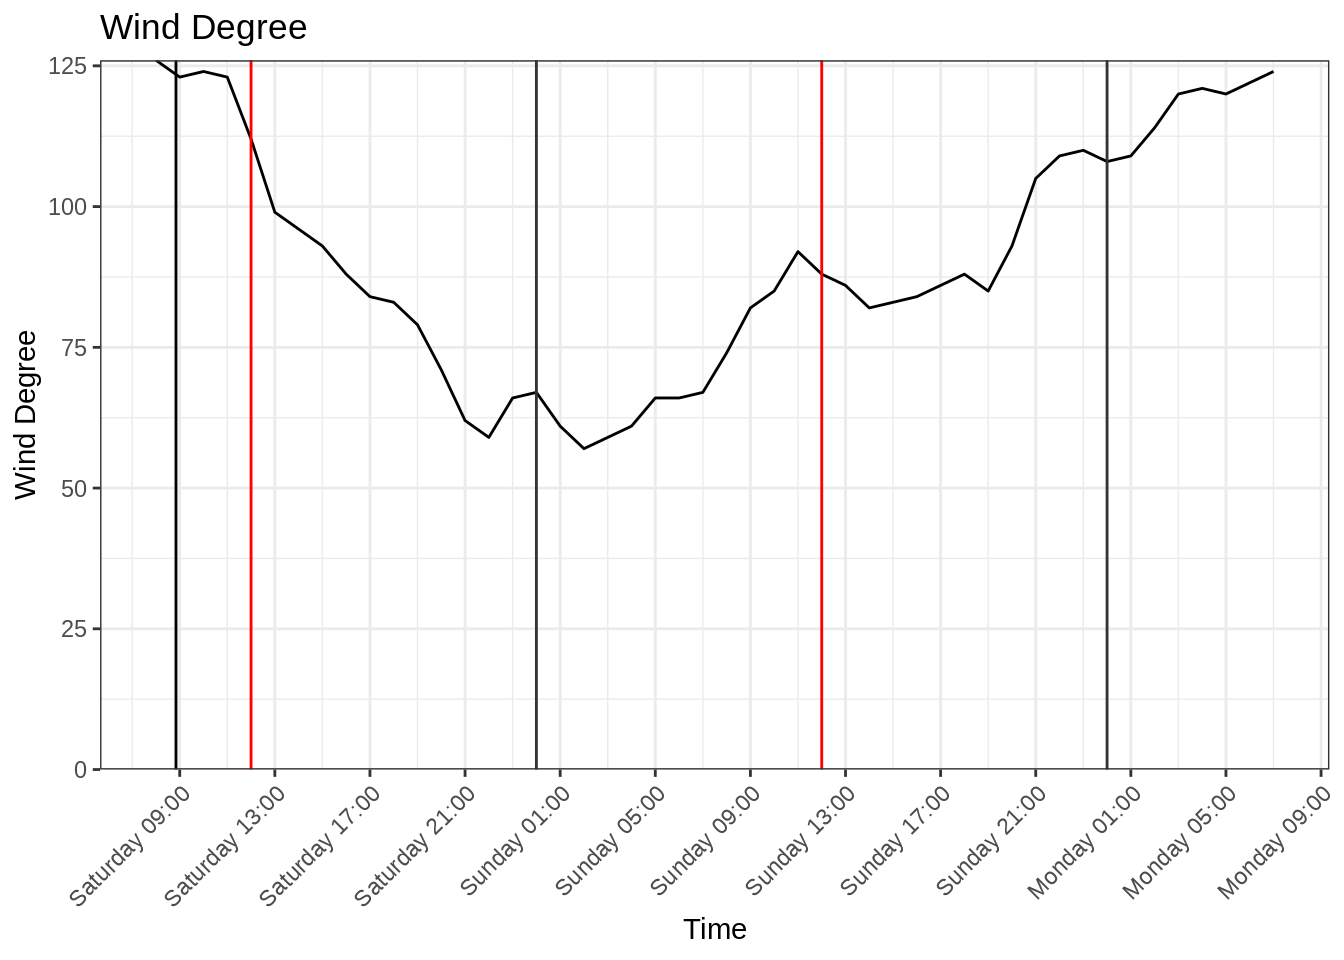 Wind Degree
125
100
75
50
25
0
Wind Degree
Saturday 09:00
Saturday 13:00
Saturday 17:00
Saturday 21:00
Sunday 01:00
Sunday 05:00
Sunday 09:00
Sunday 13:00
Sunday 17:00
Sunday 21:00
Monday 01:00
Monday 05:00
Monday 09:00
Time